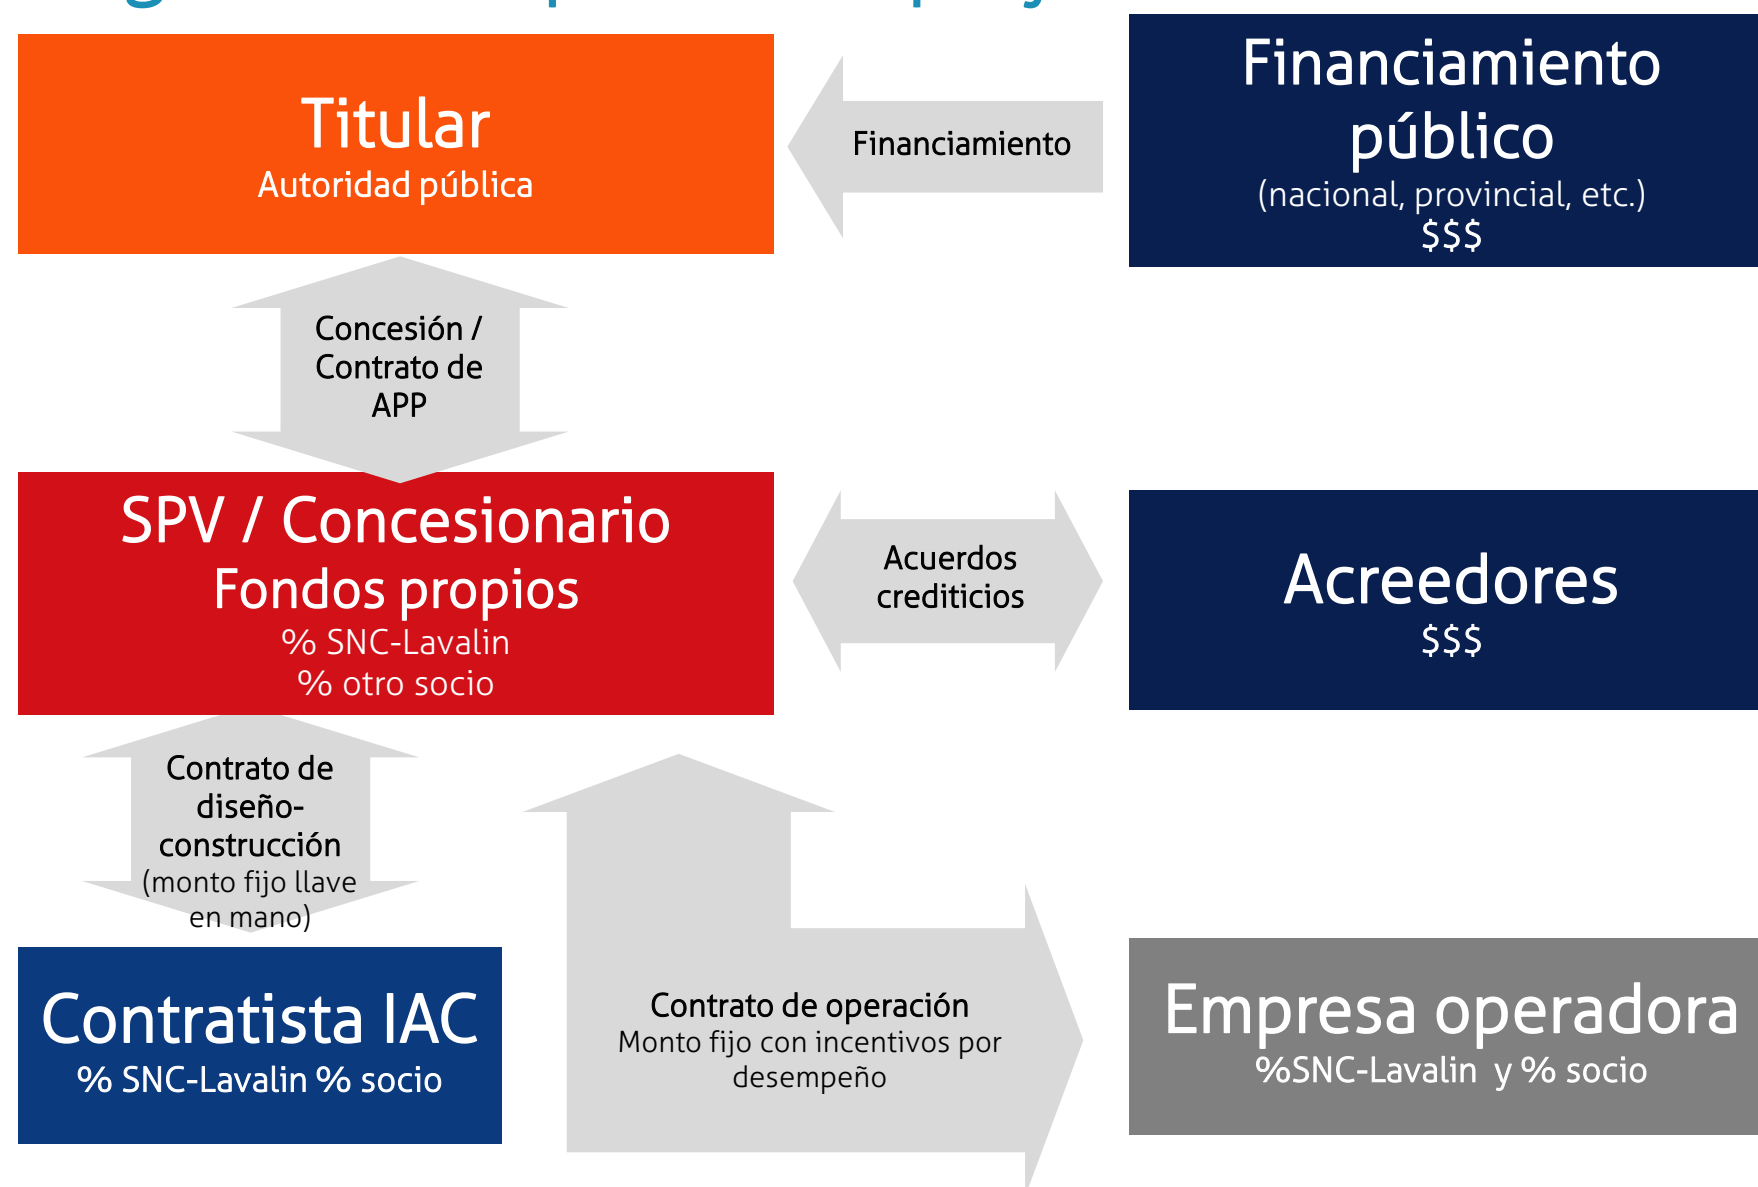 Titular
Autoridad pública
Financiamiento
Financiamiento
público
(nacional, provincial, etc.)
$$$
Concesión /
Contrato de
APP
SPV / Concesionario
Fondos propios
% SNC-Lavalin
% otro socio
Acuerdos
crediticios
Acreedores
$$$
Contrato de
diseño-
construcción
(monto fijo llave
en mano)
Contratista IAC
% SNC-Lavalin % socio
Contrato de operación
Monto fijo con incentivos por
desempeño
Empresa operadora
%SNC-Lavalin y % socio